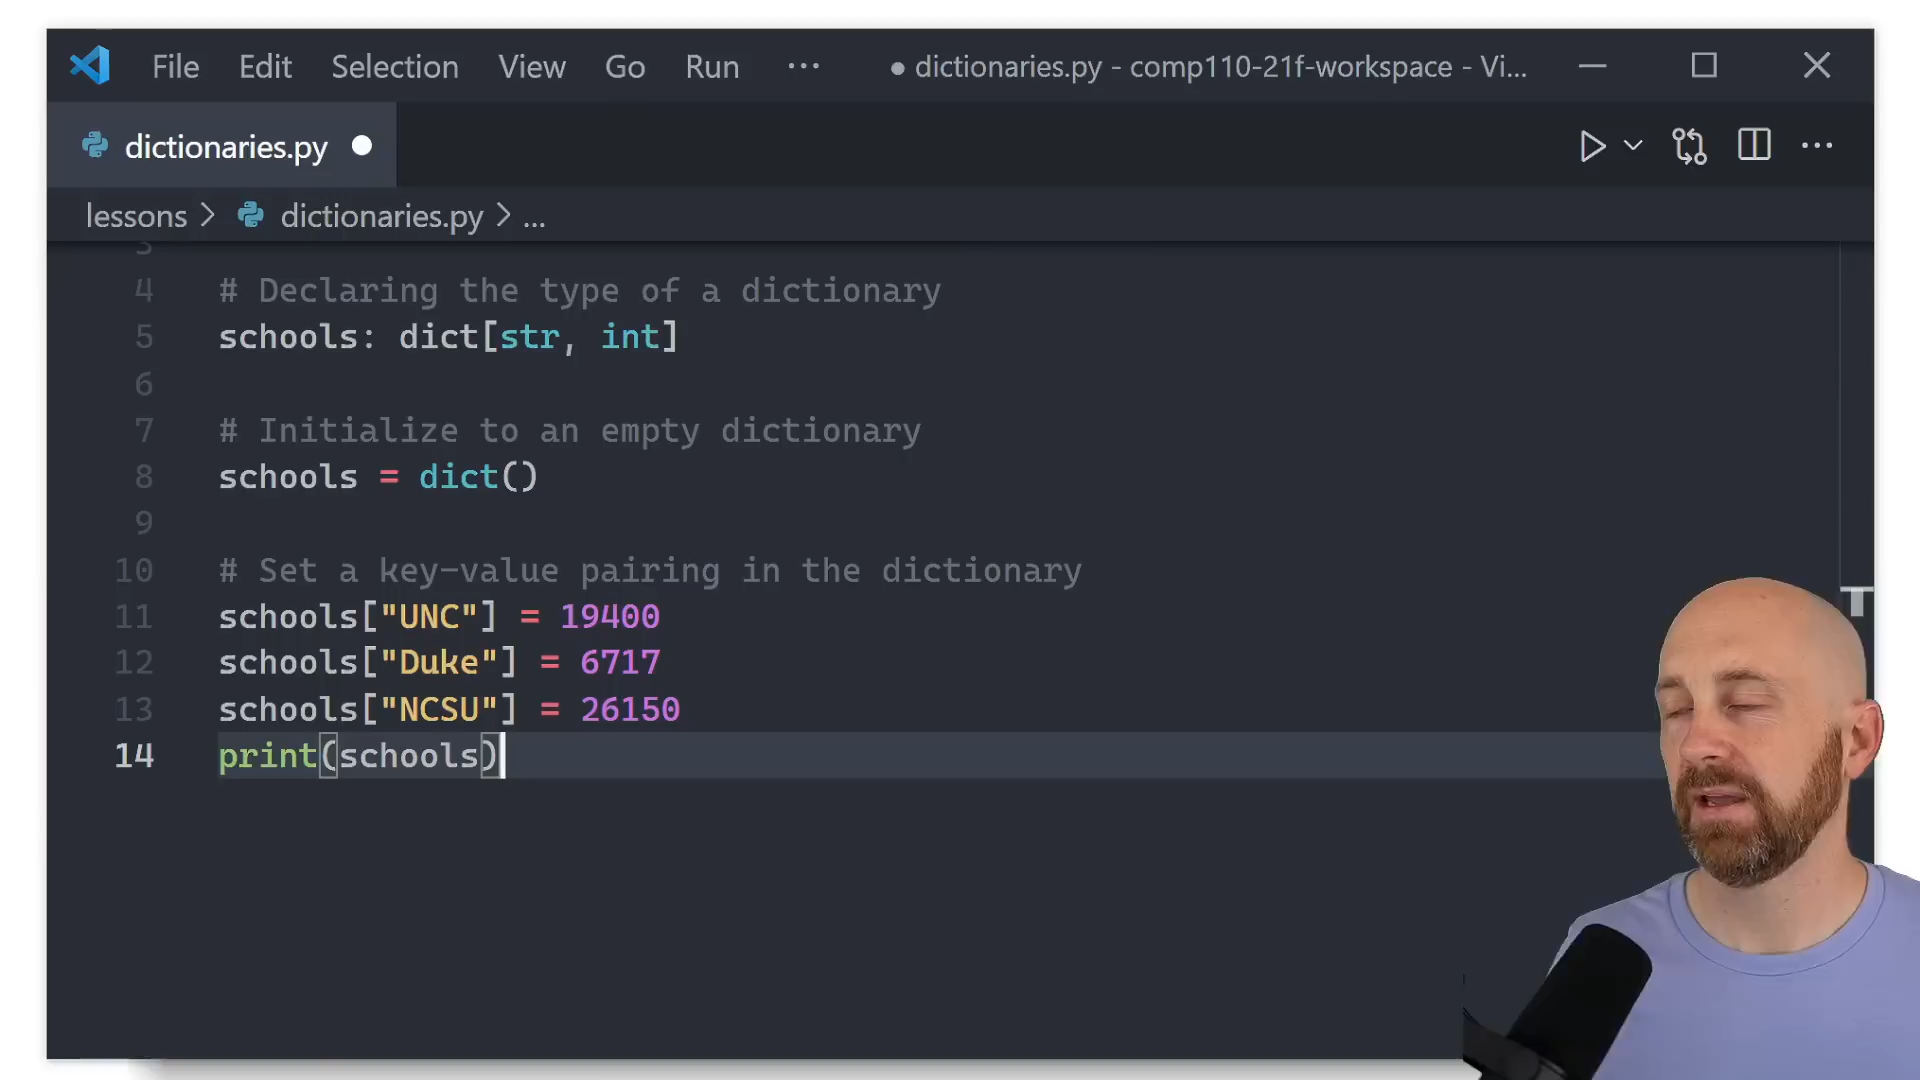 File Edit Selection View Go Run ··· ● dictionaries.py - comp110-21f-workspace - Vi...
dictionaries.py
lessons > dictionaries.py > ...
3
4 # Declaring the type of a dictionary
5 schools: dict[str, int]
6
7 # Initialize to an empty dictionary
8 schools = dict()
9
10 # Set a key-value pairing in the dictionary
11 schools["UNC"] = 19400
12 schools["Duke"] = 6717
13 schools["NCSU"] = 26150
14 print(schools)